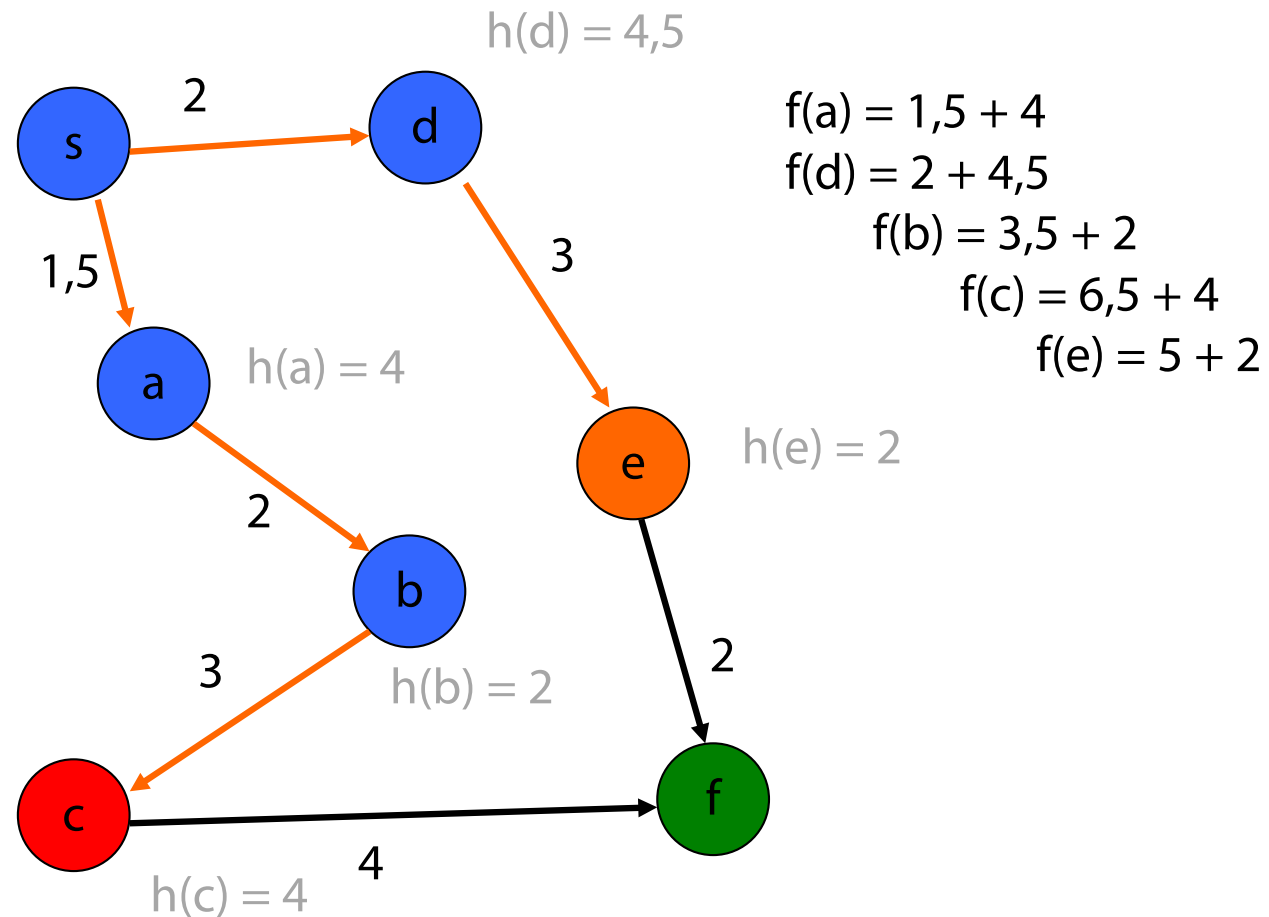 h(d) = 4,5
2
s
d
f(a) = 1,5 + 4
f(d) = 2 + 4,5
f(b) = 3,5 + 2
f(c) = 6,5 + 4
f(e) = 5 + 2
1,5
3
a
h(a) = 4
e
h(e) = 2
2
b
3
h(b) = 2
2
c
f
4
h(c) = 4